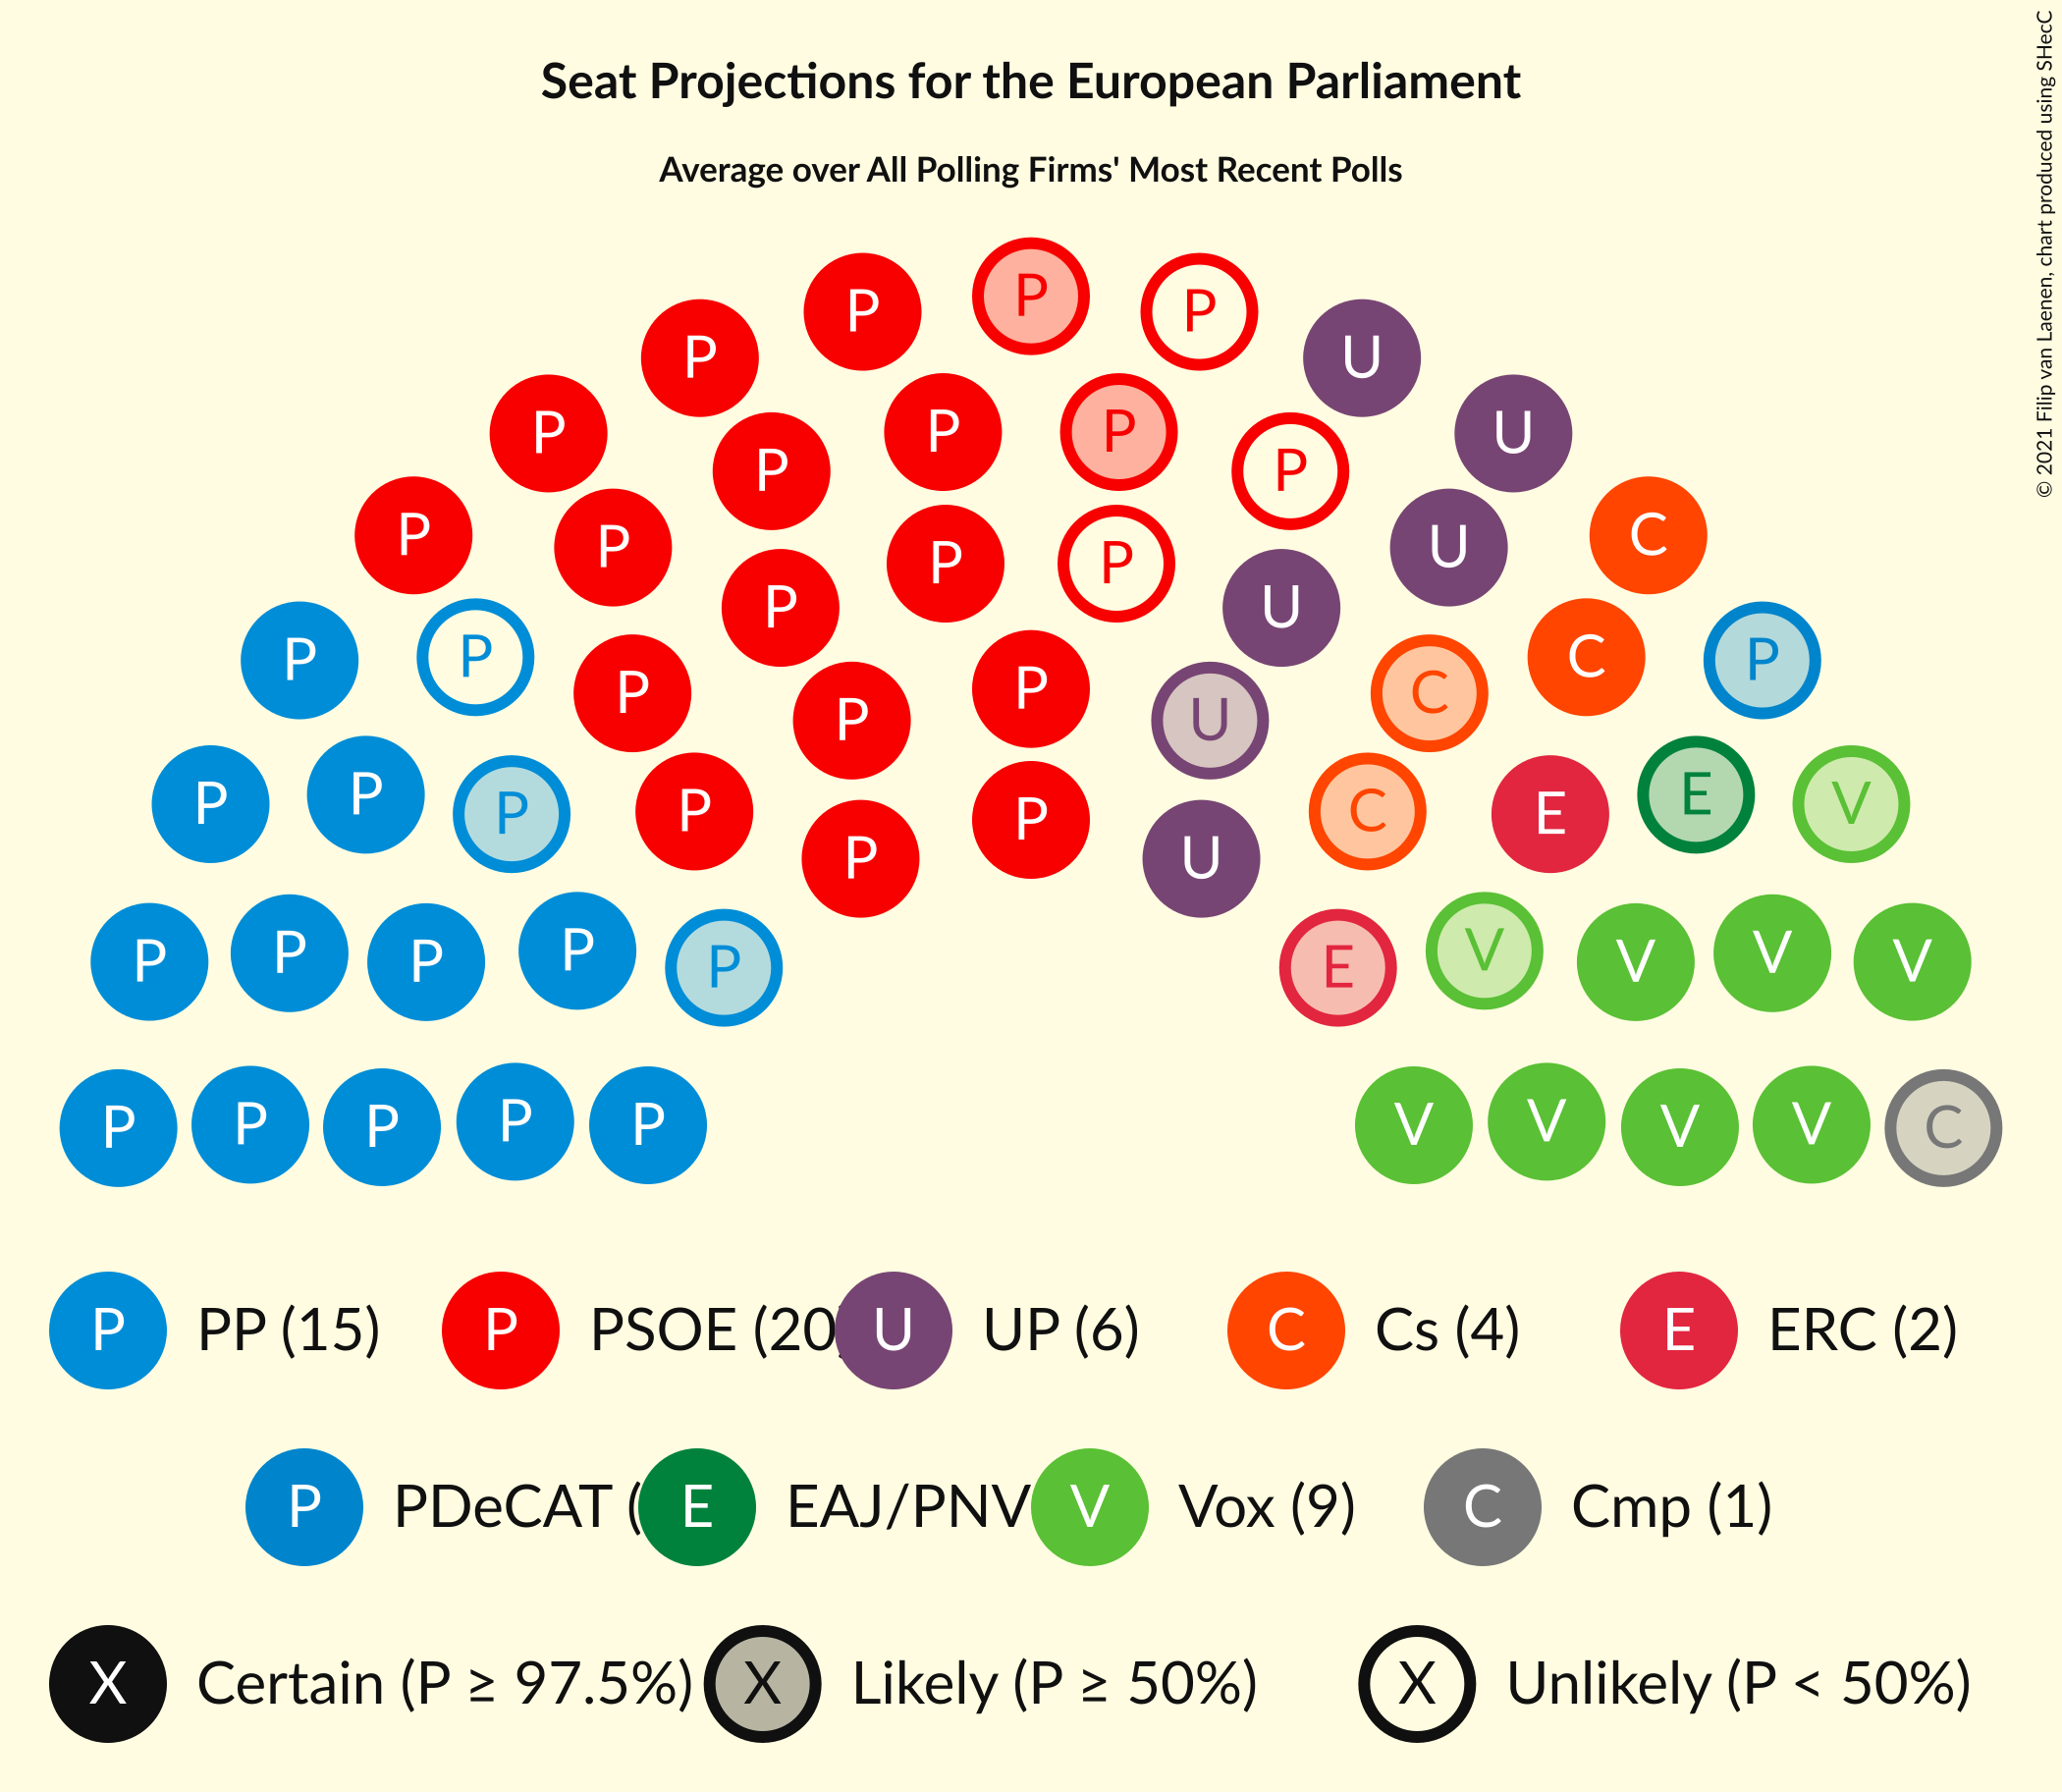 Seat Projections for the European Parliament
Average over All Polling Firms' Most Recent Polls
© 2021 Filip van Laenen, chart produced using SHecC
P P P
P U
P P P U
P P
P P U C
P P
P U
P P C P
P P C
P U
P P P P P C E E V
P U
P P P P P E V V V V
P P P P P V V V V C
P PP (15) P PSOE (20 U UP (6) C Cs (4) E ERC (2)
P PDeCAT ( E EAJ/PNV V Vox (9) C Cmp (1)
X Certain (P ≥ 97.5%) X Likely (P ≥ 50%) X Unlikely (P < 50%)